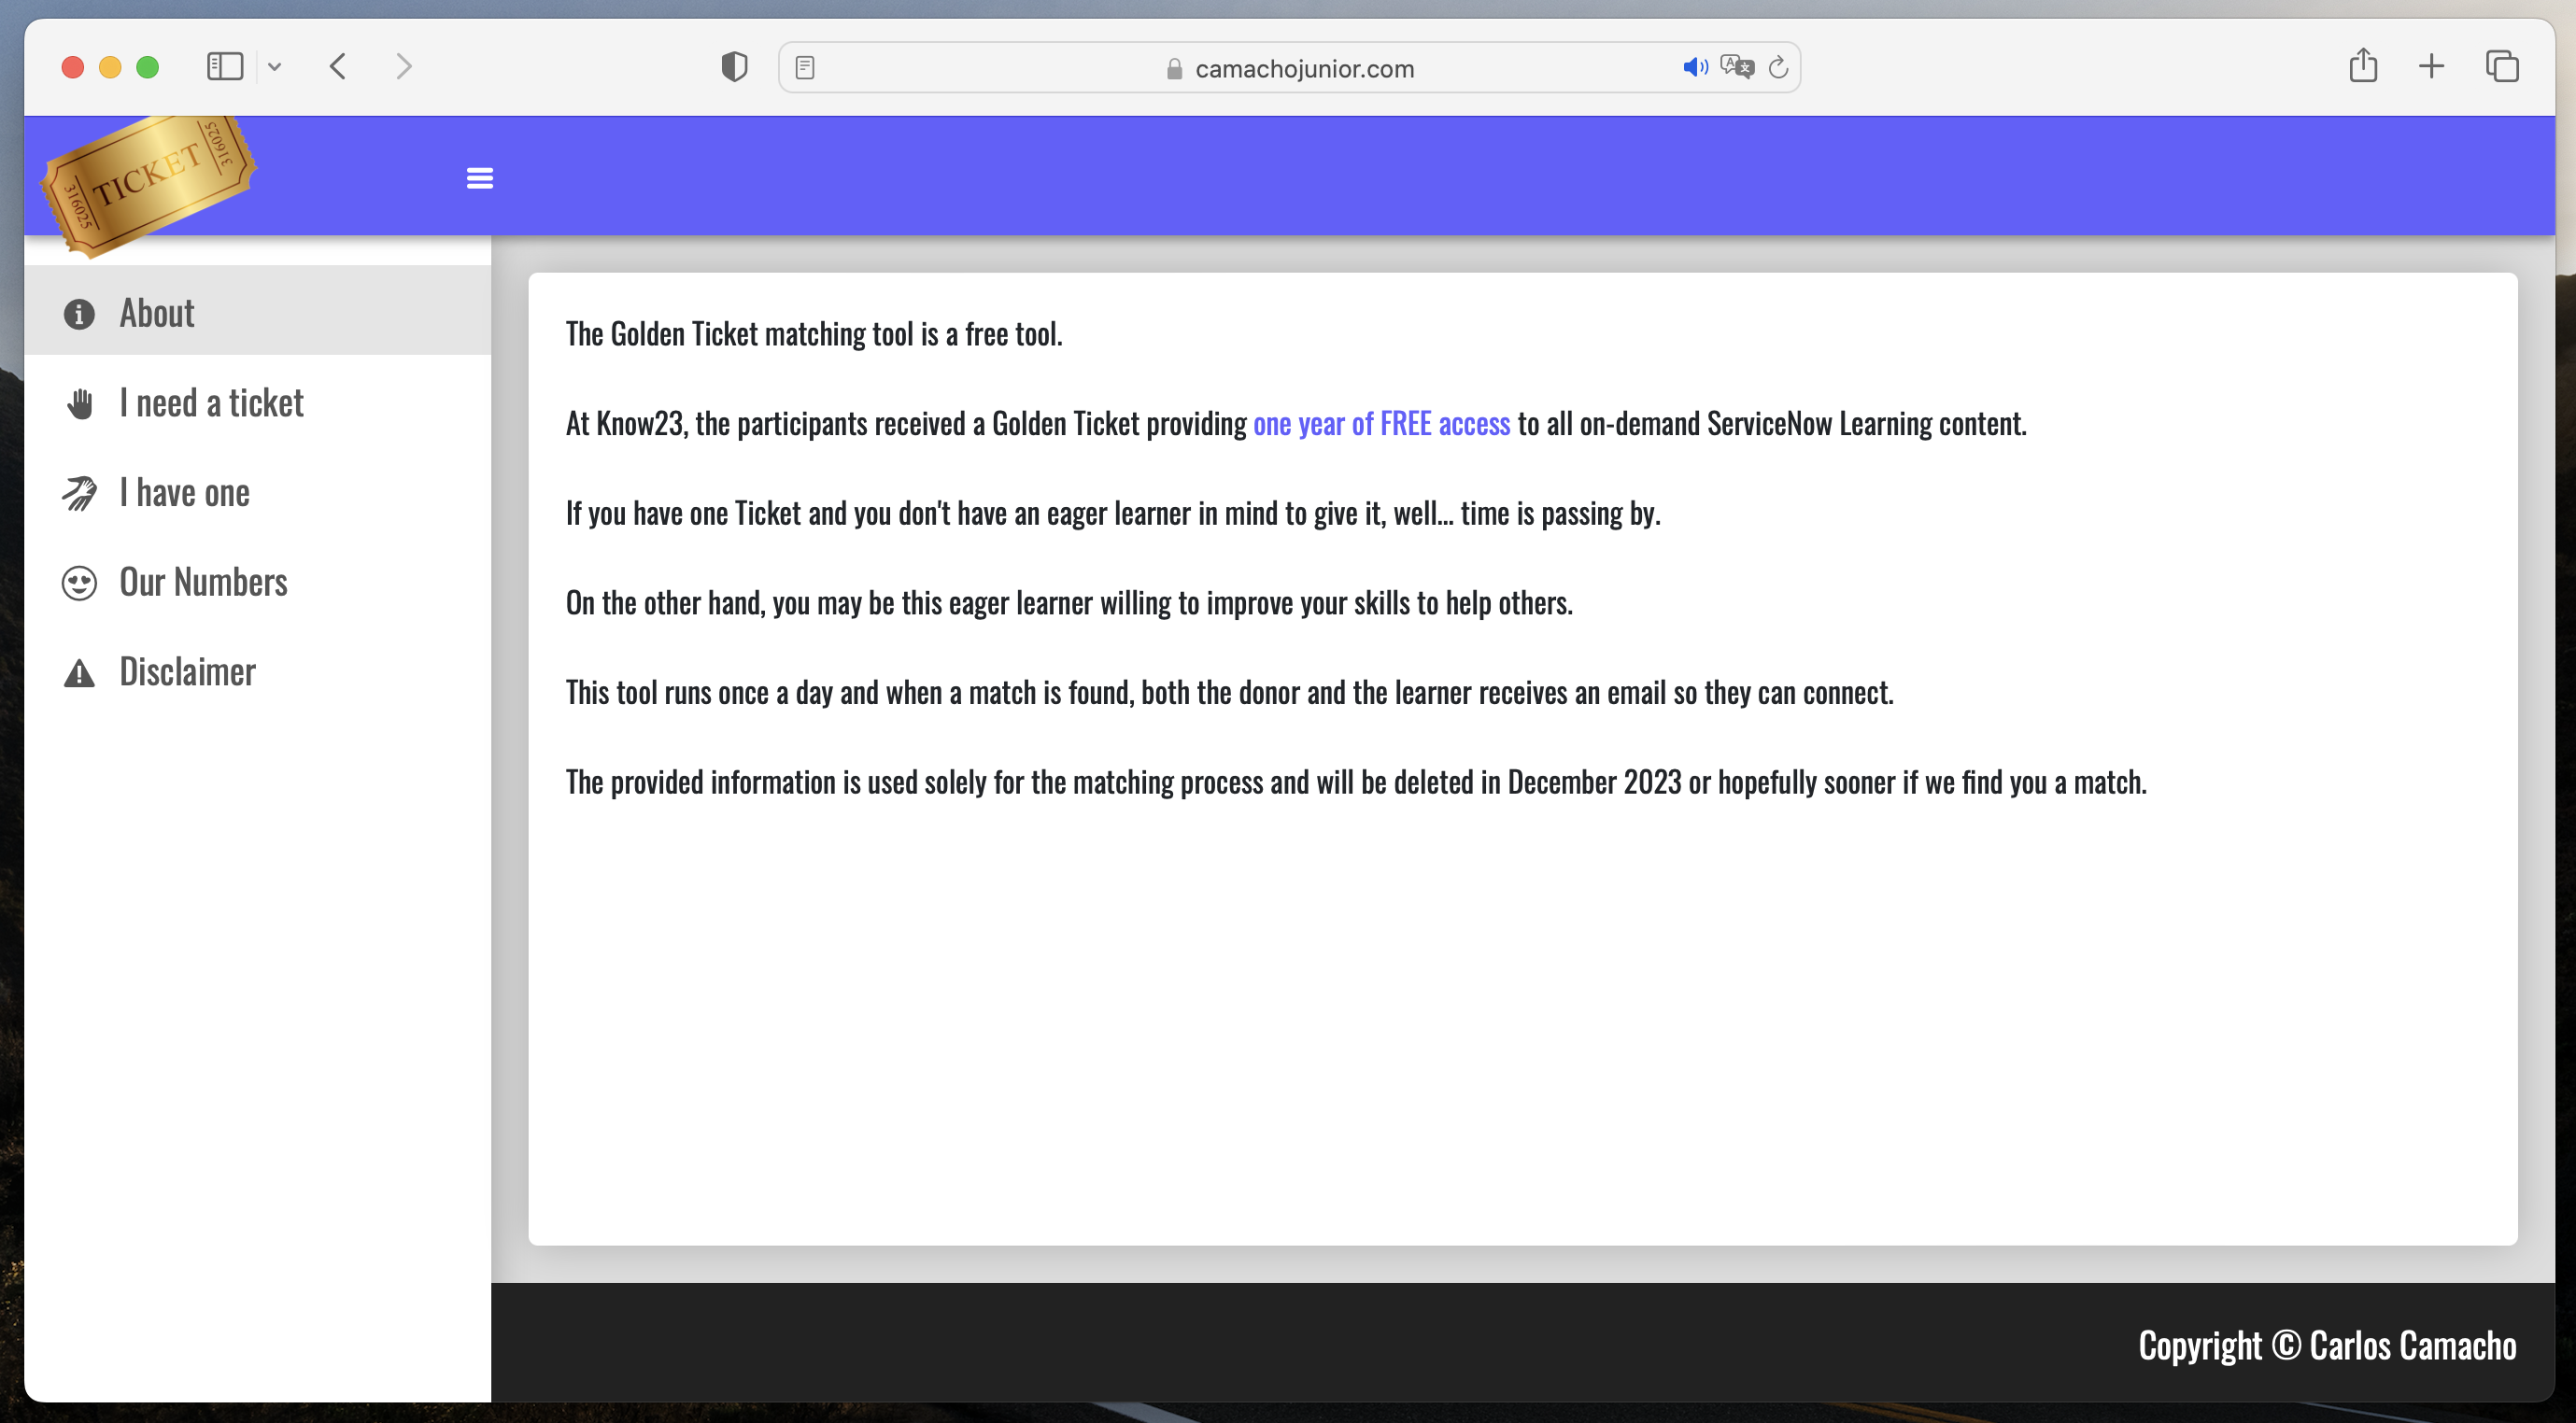 camachojunior.com
TICKET
316025
316025
About
I need a ticket
I have one
Our Numbers
Disclaimer
The Golden Ticket matching tool is a free tool.
At Know23, the participants received a Golden Ticket providing one year of FREE access to all on-demand ServiceNow Learning content.
If you have one Ticket and you don't have an eager learner in mind to give it, well... time is passing by.
On the other hand, you may be this eager learner willing to improve your skills to help others.
This tool runs once a day and when a match is found, both the donor and the learner receives an email so they can connect.
The provided information is used solely for the matching process and will be deleted in December 2023 or hopefully sooner if we find you a match.
Copyright © Carlos Camacho